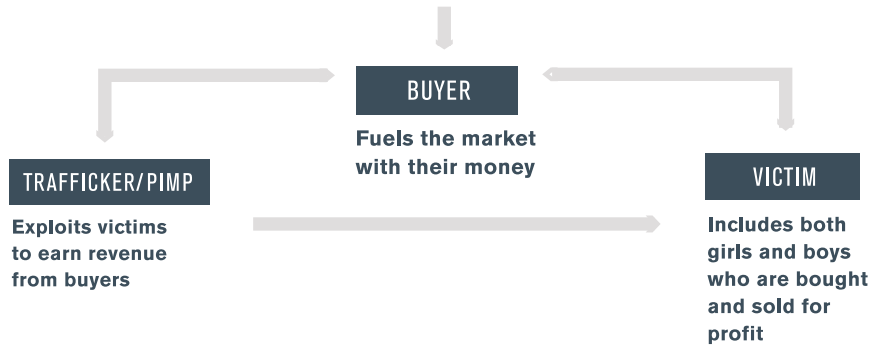 BUYER
Fuels the market
with their money
TRAFFICKER/PIMP
Exploits victims
to earn revenue
from buyers
VICTIM
Includes both
girls and boys
who are bought
and sold for
profit